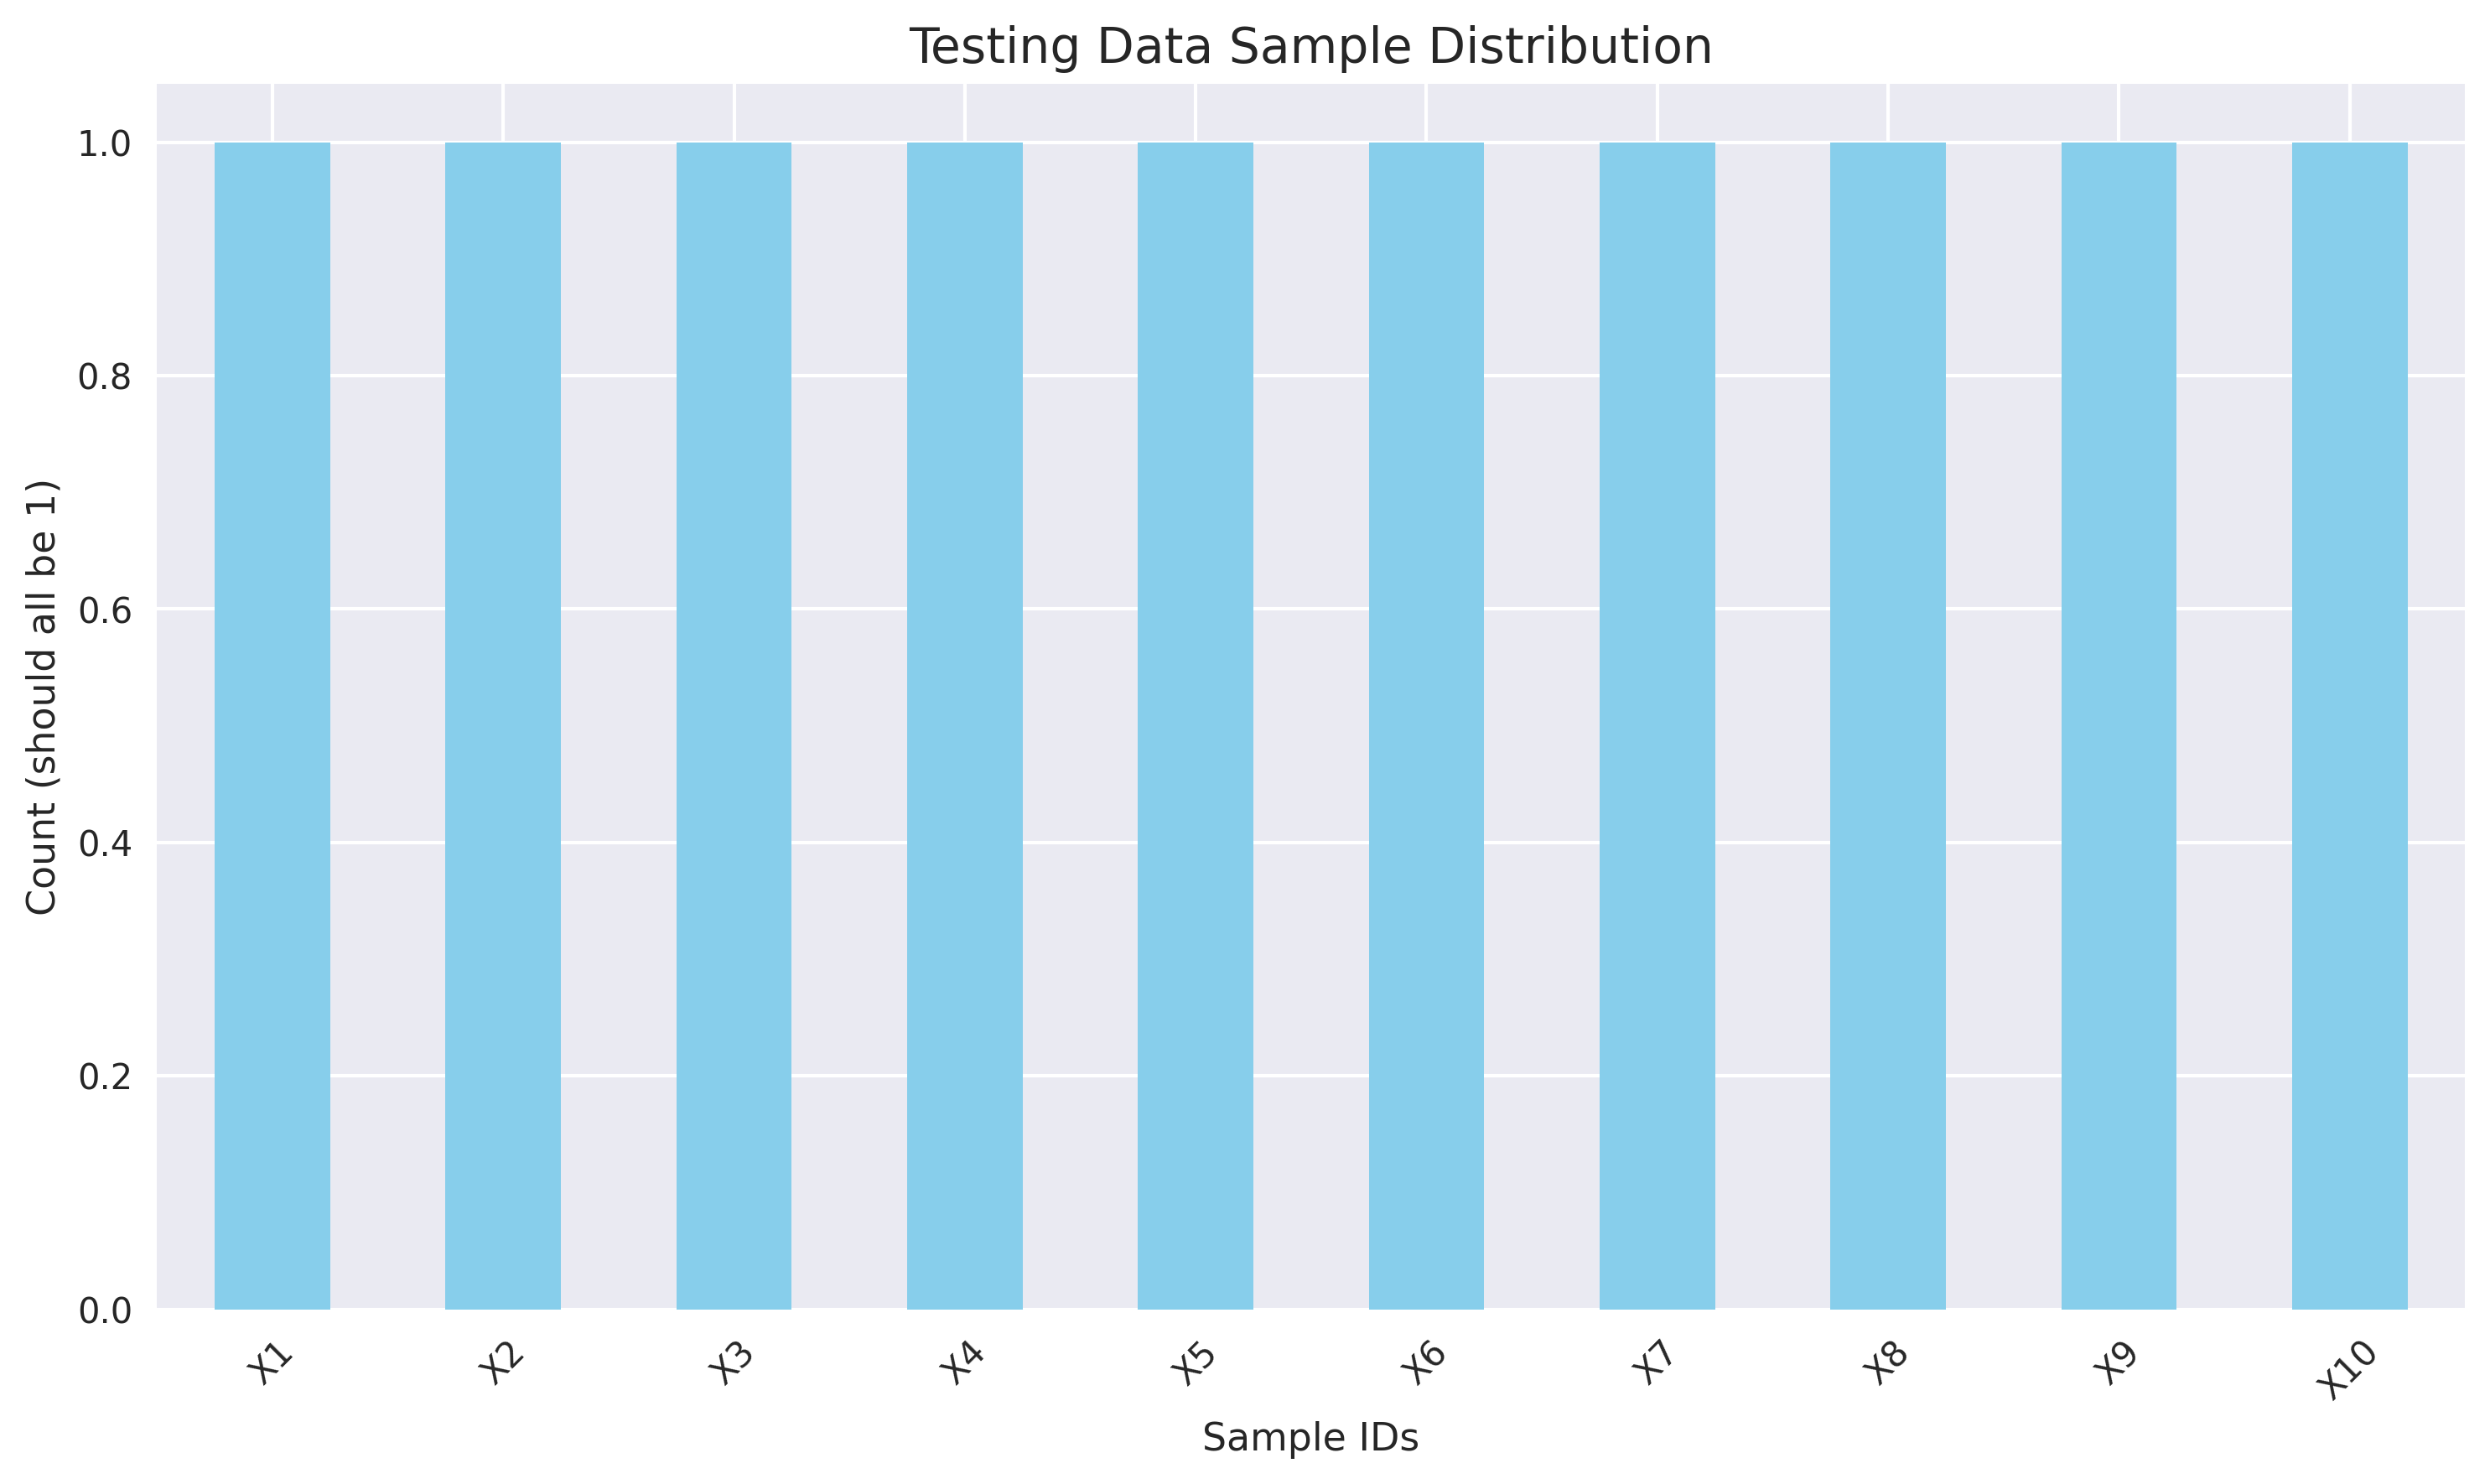 Testing Data Sample Distribution
Count (should all be 1)
1.0
0.8
0.6
0.4
0.2
0.0
X1
X2
X3
X4
X5
X6
X7
X8
X9
X10
Sample IDs